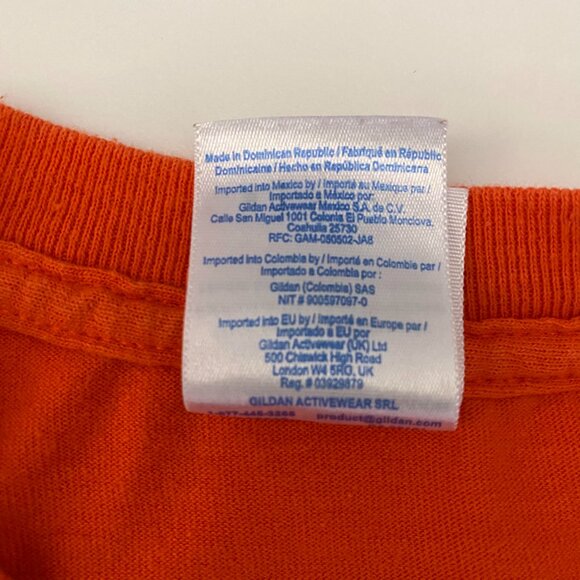 Made in Dominican Republic / Fabriqué en Républic
Dominicaine / Hecho en República Dominicana
Imported into Mexico by / Importé au Mexique par /
Importado a México por:
Gildan Activewear Mexico S.A. de C.V.
Calle San Miguel 1001 Colonia El Pueblo Monclova,
Coahuila 25730
RFC: GAM-050502-JA8
Imported into Colombia by / Importé en Colombie par /
Importado a Colombia por :
Gildan (Colombia) SAS
NIT # 900597097-0
Imported into EU by / Importé en Europe par /
Importado a EU por
Gildan Activewear (UK) Ltd
500 Chiswick High Road
London W4 5RG, UK
Reg. # 03929879
GILDAN ACTIVEWEAR SRL
product@gildan.com